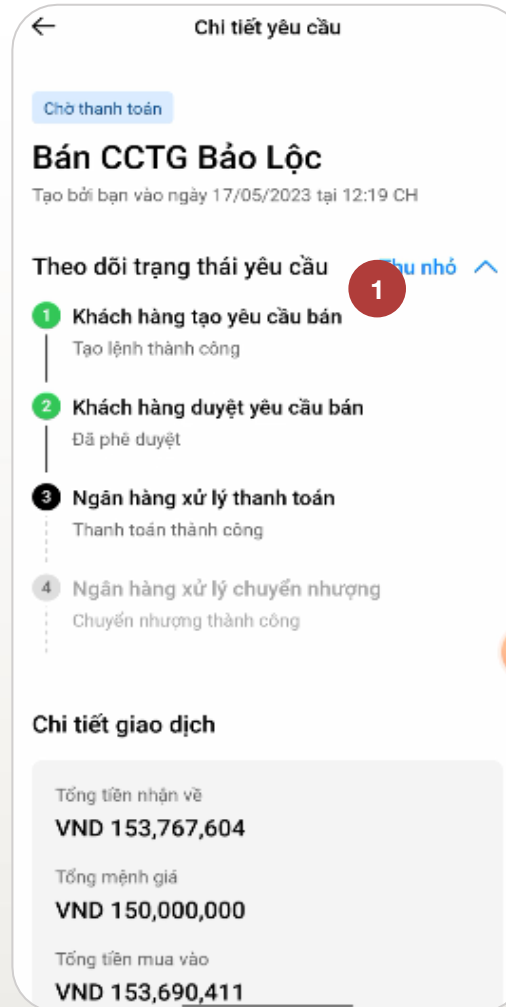 Chi tiết yêu cầu
Chờ thanh toán
Bán CCTG Bảo Lộc
Tạo bởi bạn vào ngày 17/05/2023 tại 12:19 CH
Theo dõi trạng thái yêu cầu Thu nhỏ
1
1 Khách hàng tạo yêu cầu bán
Tạo lệnh thành công
2 Khách hàng duyệt yêu cầu bán
Đã phê duyệt
3 Ngân hàng xử lý thanh toán
Thanh toán thành công
4 Ngân hàng xử lý chuyển nhượng
Chuyển nhượng thành công
Chi tiết giao dịch
Tổng tiền nhận về
VND 153,767,604
Tổng mệnh giá
VND 150,000,000
Tổng tiền mua vào
VND 153,690,411